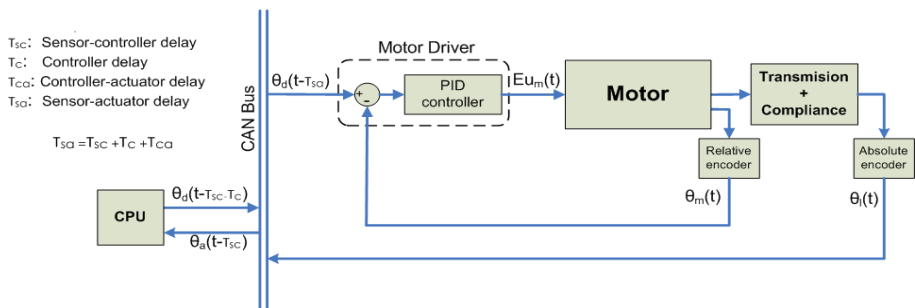 Tsc: Sensor-controller delay
Tc: Controller delay
Tca: Controller-actuator delay
Tsa: Sensor-actuator delay
Tsa =Tsc +Tc +Tca
CAN Bus
Motor Driver
θd(t-Tsa)
+
-
PID
controller
Eum(t)
Motor
Transmision
+
Compliance
Relative
encoder
Absolute
encoder
θm(t)
θl(t)
CPU
θd(t-Tsc-Tc)
θa(t-Tsc)